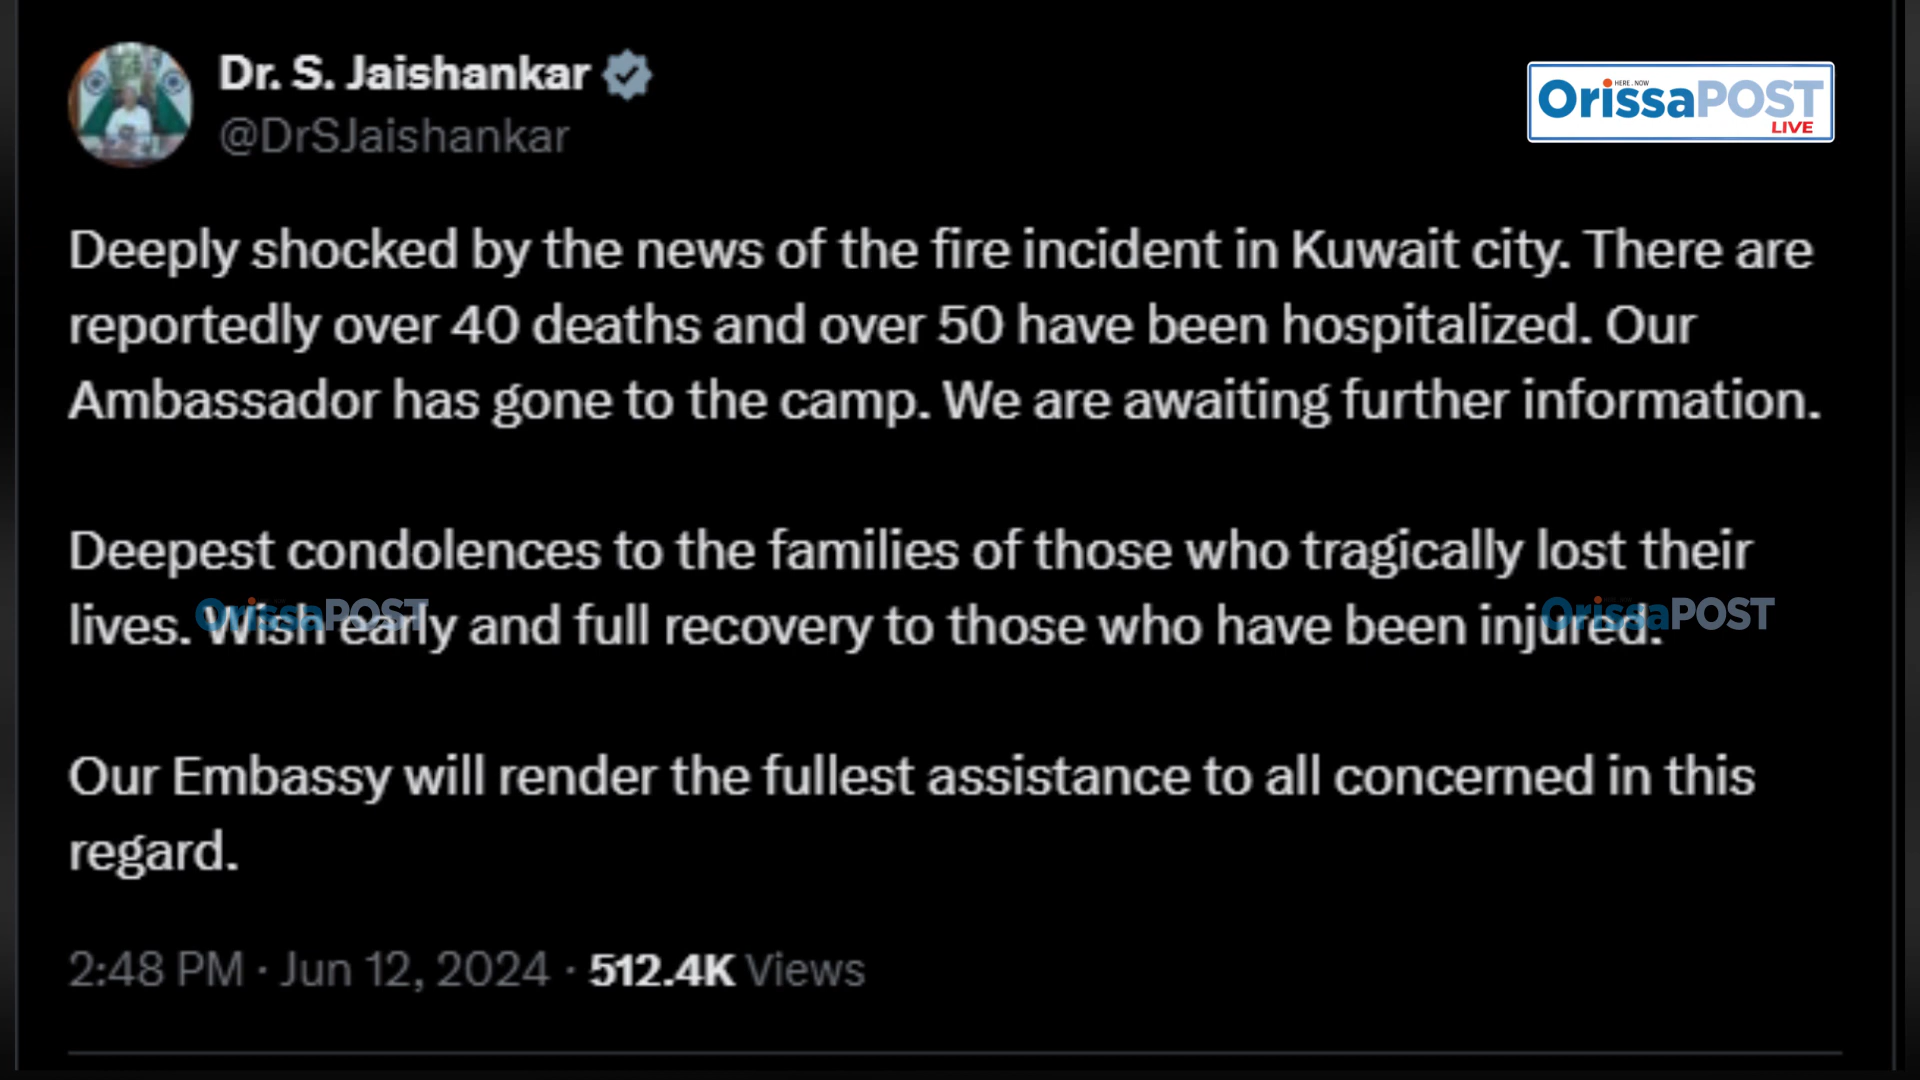 Dr. S. Jaishankar
@DrSJaishankar
HERE . NOW
OrissaPOST
LIVE
Deeply shocked by the news of the fire incident in Kuwait city. There are
reportedly over 40 deaths and over 50 have been hospitalized. Our
Ambassador has gone to the camp. We are awaiting further information.
Deepest condolences to the families of those who tragically lost their
lives. Wish early and full recovery to those who have been injured.
OrissaPOST
OrissaPOST
Our Embassy will render the fullest assistance to all concerned in this
regard.
2:48 PM · Jun 12, 2024 · 512.4K Views